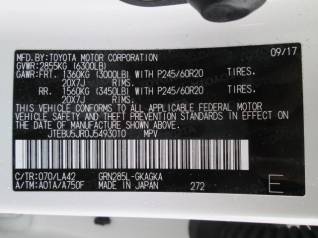 MFD BY: TOYOTA MOTOR CORPORATION 09/17
GVWR: 2855KG (6300LB)
GAWR: FRT. 1360KG (3000LB) WITH P245/60R20 TIRES.
20X7J RIMS,
RR. 1560KG (3450LB) WITH P245/60R20 TIRES.
20X7J RIMS,
THIS VEHICLE CONFORMS TO ALL APPLICABLE
FEDERAL MOTOR VEHICLE SAFETY, BUMPER, AND
THEFT PREVENTION STANDARDS IN EFFECT ON THE
DATE OF MANUFACTURE SHOWN ABOVE.
JTEBU5JR0J5493010 MPV
C/TR: 070/LA42 GRN285L-GKAGKA
A/TM: A01A/A750F MADE IN JAPAN 272 E